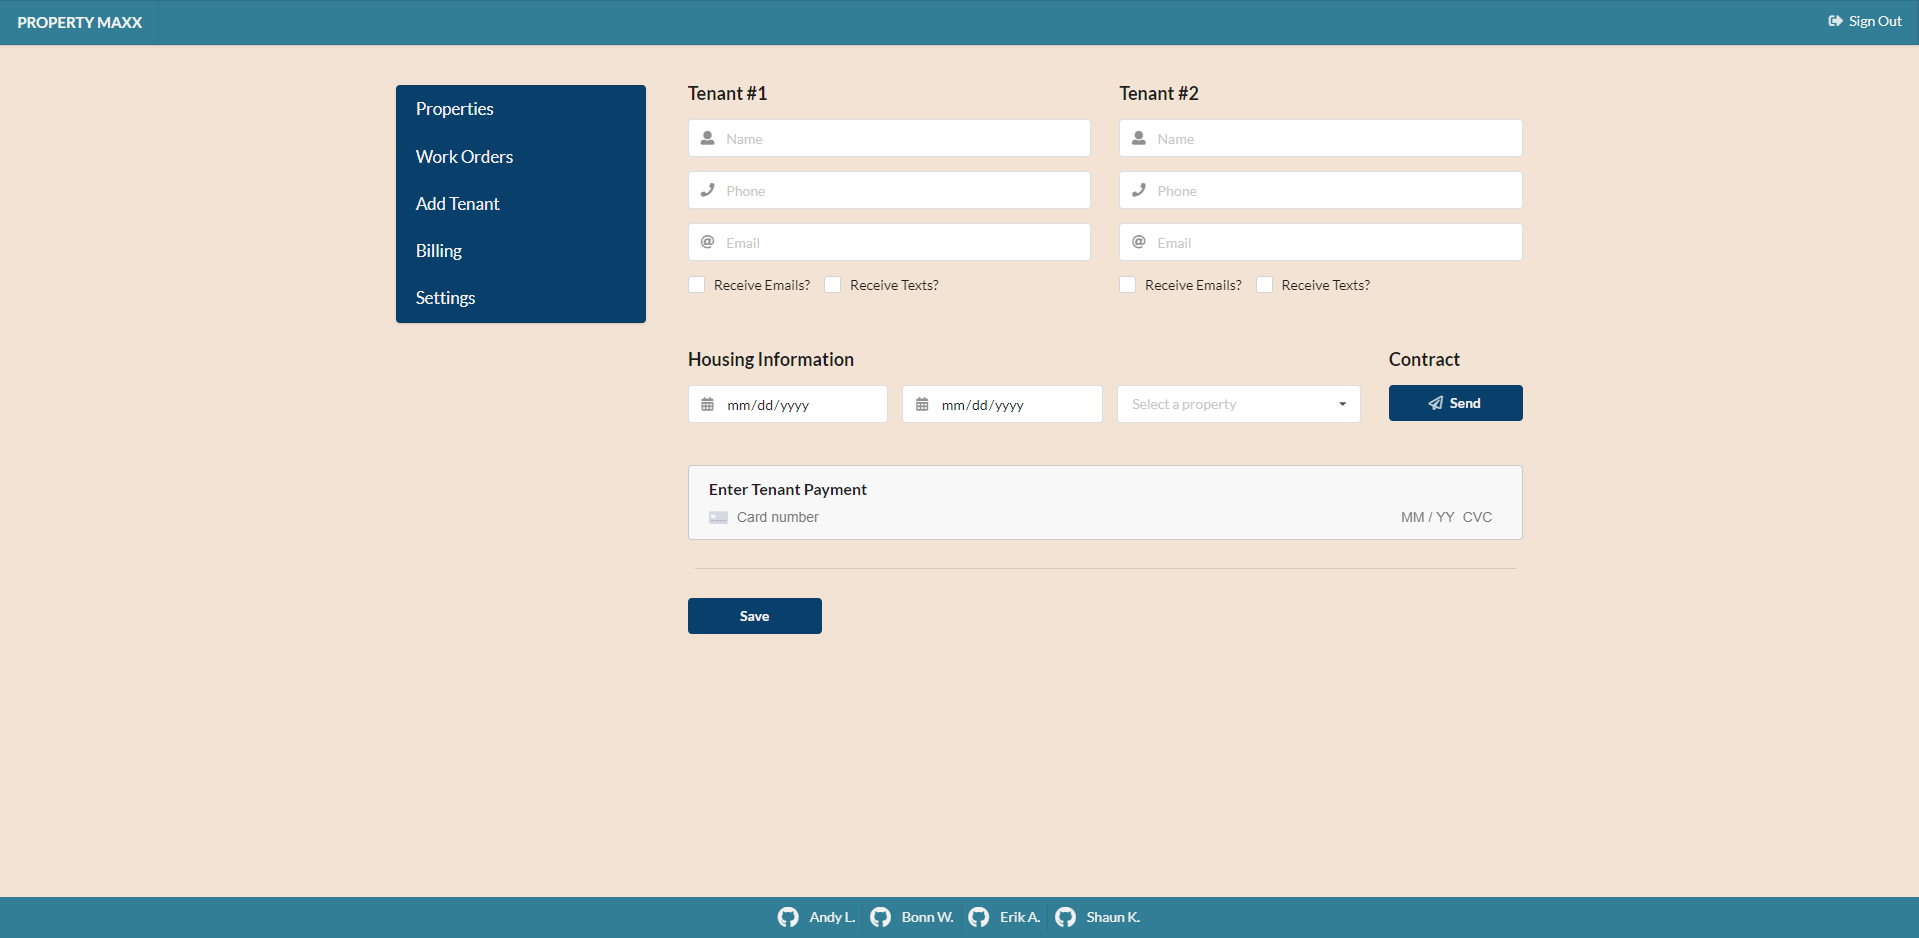 PROPERTY MAXX
Sign Out
Properties
Work Orders
Add Tenant
Billing
Settings
Tenant #1
Name
Phone
@ Email
Receive Emails? Receive Texts?
Tenant #2
Name
Phone
@ Email
Receive Emails? Receive Texts?
Housing Information
mm/dd/yyyy mm/dd/yyyy Select a property
Contract
Send
Enter Tenant Payment
Card number MM / YY CVC
Save
Andy L. Bonn W. Erik A. Shaun K.